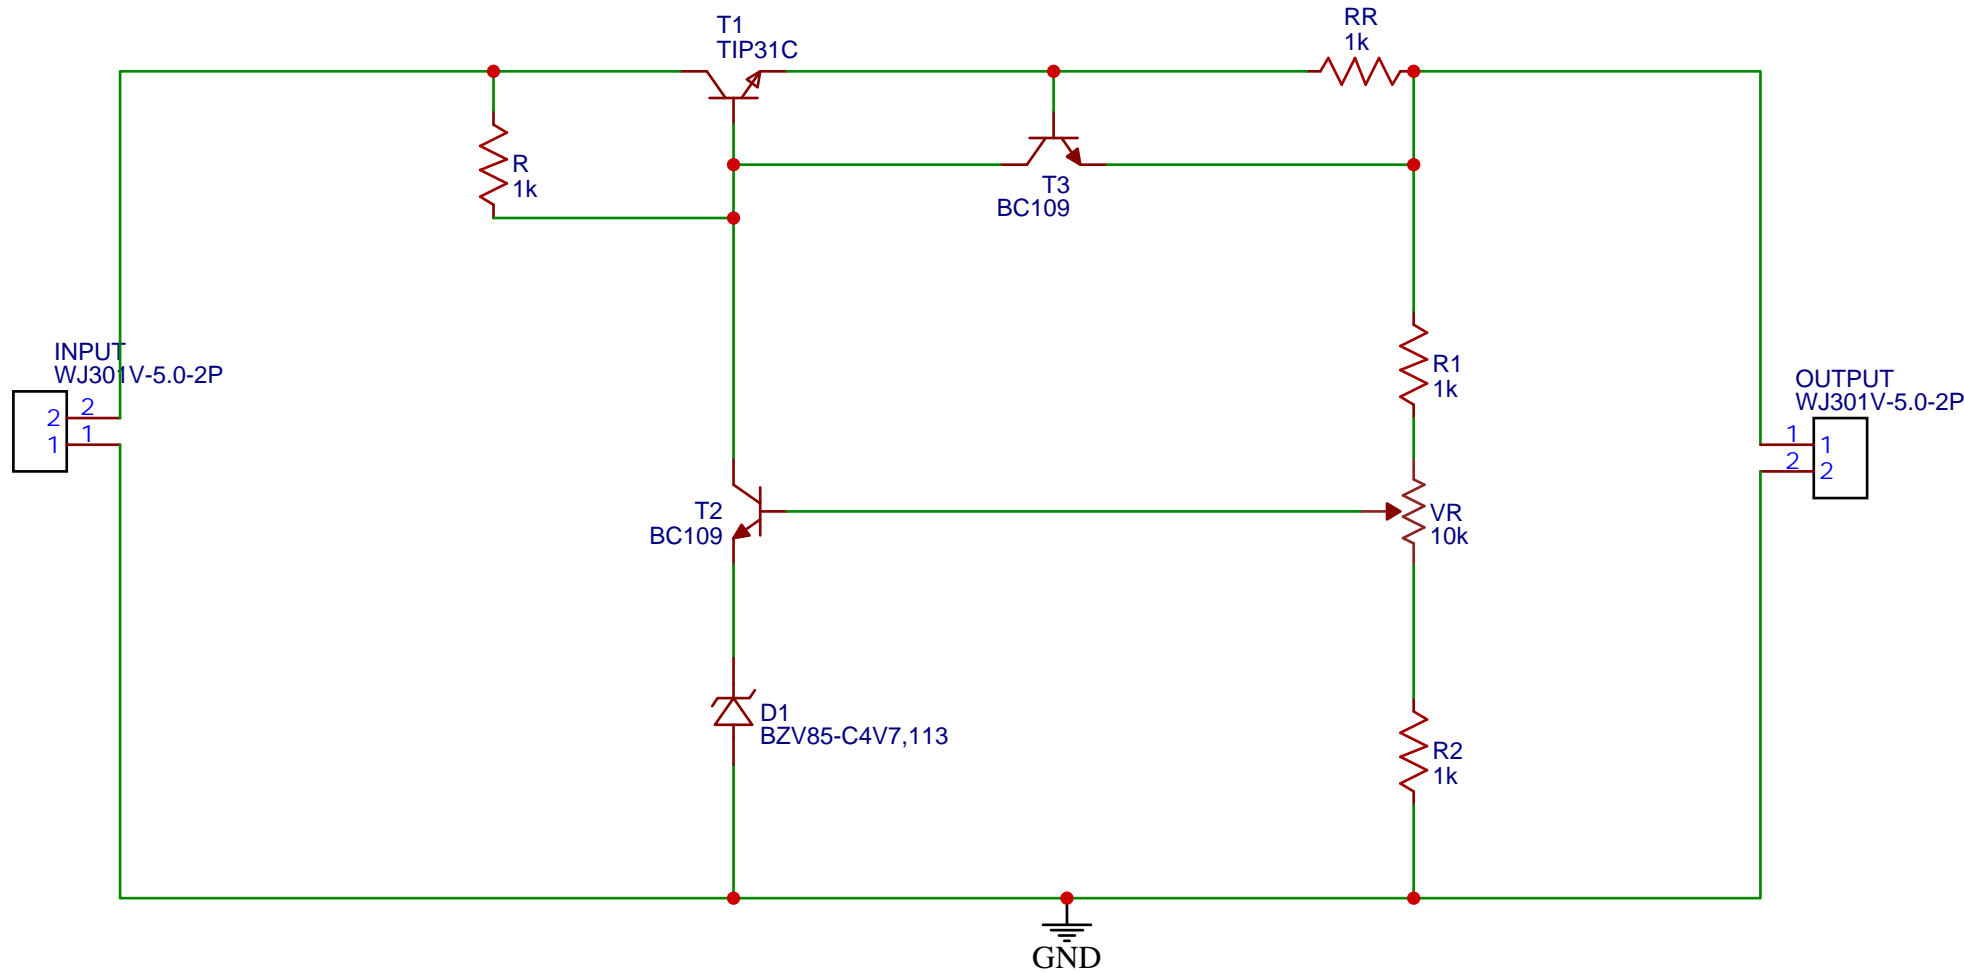 T1
TIP31C
RR
1k
R
1k
T3
BC109
INPUT
WJ301V-5.0-2P
2 2
1 1
R1
1k
OUTPUT
WJ301V-5.0-2P
1 1
2 2
T2
BC109
VR
10k
D1
BZV85-C4V7,113
R2
1k
GND